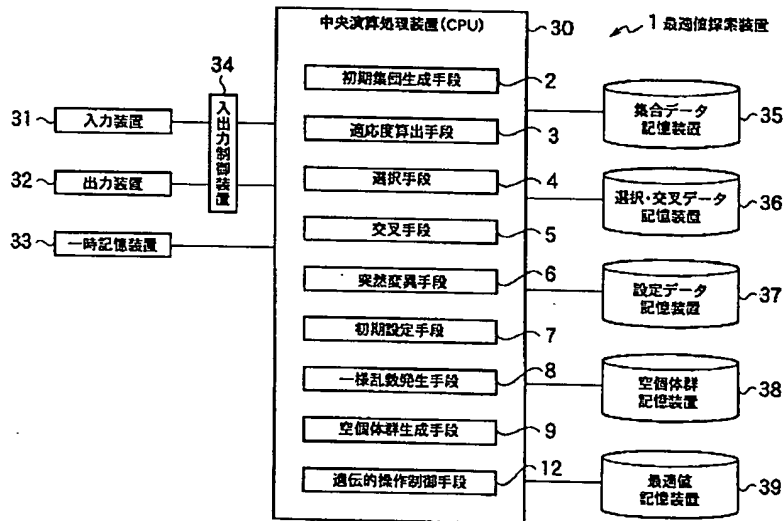 中央演算処理装置(CPU)
30
1 最適値探索装置
34
31
入力装置
32
出力装置
33
一時記憶装置
入出力制御装置
初期集団生成手段
2
適応度算出手段
3
選択手段
4
交叉手段
5
突然変異手段
6
初期設定手段
7
一様乱数発生手段
8
空個体群生成手段
9
遺伝的操作制御手段
12
集合データ
記憶装置
35
選択・交叉データ
記憶装置
36
設定データ
記憶装置
37
空個体群
記憶装置
38
最適値
記憶装置
39